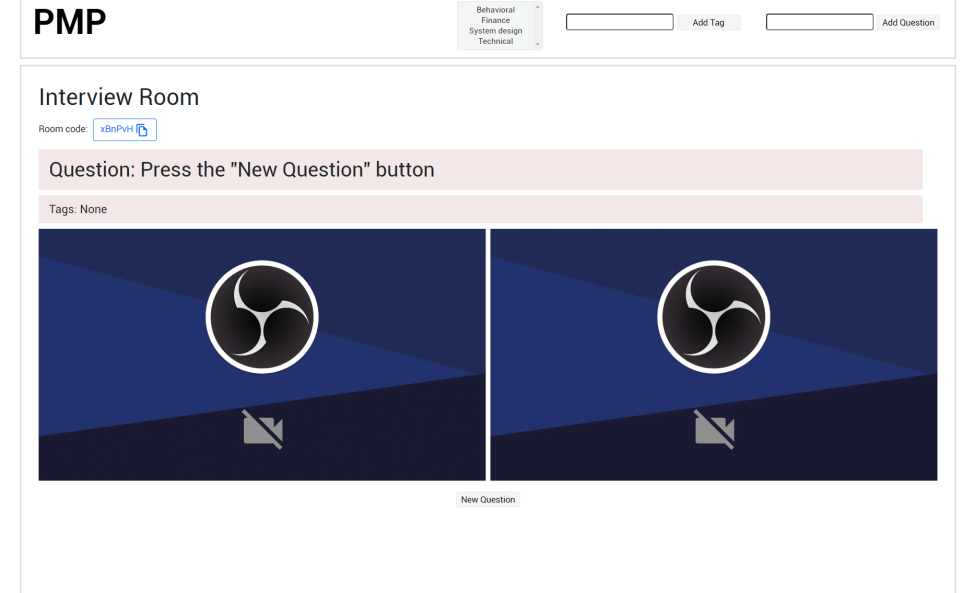 PMP
Behavioral
Finance
System design
Technical
Add Tag
Add Question
Interview Room
Room code: xBnPvH
Question: Press the "New Question" button
Tags: None
New Question